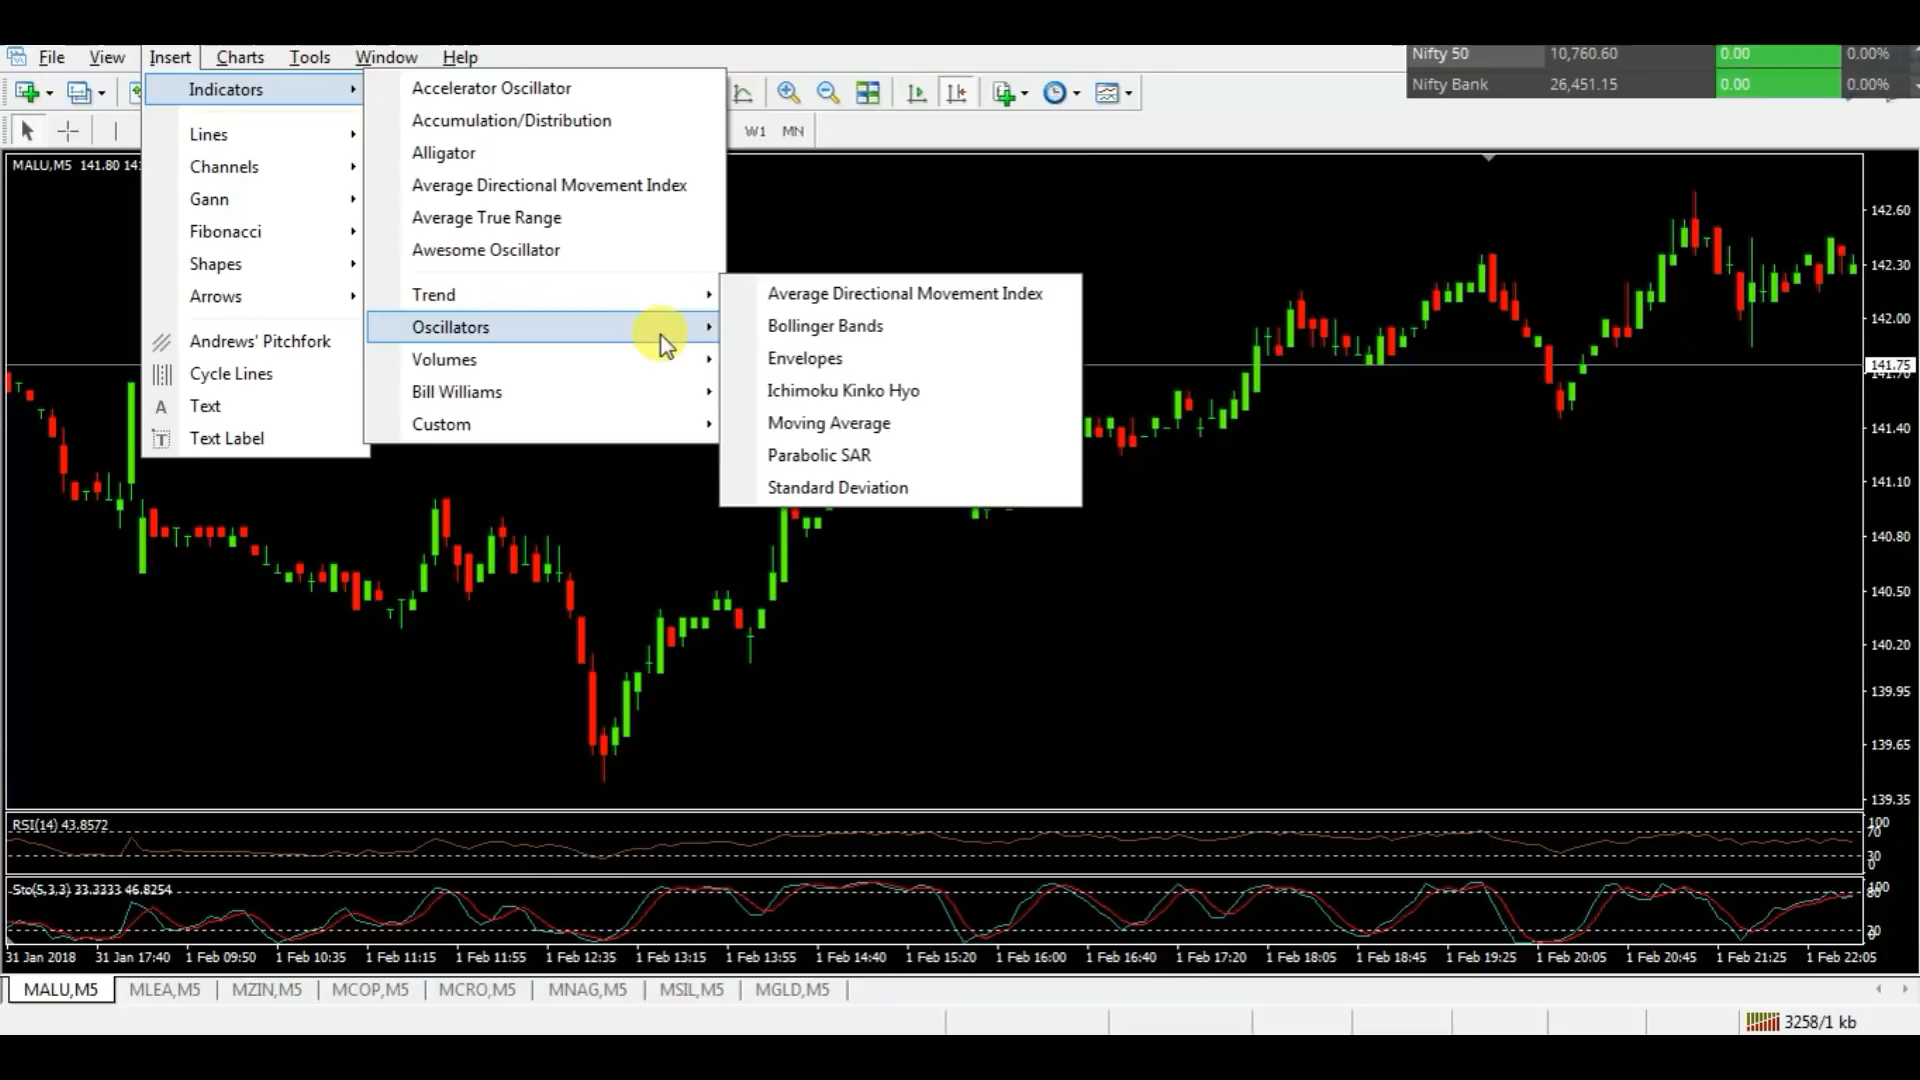 File View Insert Charts Tools Window Help
Nifty 50 10,760.60 0.00 0.00%
Nifty Bank 26,451.15 0.00 0.00%
Indicators
Lines
Channels
Gann
Fibonacci
Shapes
Arrows
Andrews' Pitchfork
Cycle Lines
A Text
T Text Label
Accelerator Oscillator
Accumulation/Distribution
Alligator
Average Directional Movement Index
Average True Range
Awesome Oscillator
Trend
Oscillators
Volumes
Bill Williams
Custom
Average Directional Movement Index
Bollinger Bands
Envelopes
Ichimoku Kinko Hyo
Moving Average
Parabolic SAR
Standard Deviation
W1 MN
MALU,M5 141.80
142.60
142.30
142.00
141.75
141.70
141.40
141.10
140.80
140.50
140.20
139.95
139.65
139.35
RSI(14) 43.8572
100
70
30
0
Sto(5,3,3) 33.3333 46.8254
100
80
20
0
31 Jan 2018 31 Jan 17:40 1 Feb 09:50 1 Feb 10:35 1 Feb 11:15 1 Feb 11:55 1 Feb 12:35 1 Feb 13:15 1 Feb 13:55 1 Feb 14:40 1 Feb 15:20 1 Feb 16:00 1 Feb 16:40 1 Feb 17:20 1 Feb 18:05 1 Feb 18:45 1 Feb 19:25 1 Feb 20:05 1 Feb 20:45 1 Feb 21:25 1 Feb 22:05
MALU,M5 MLEA,M5 MZIN,M5 MCOP,M5 MCRO,M5 MNAG,M5 MSIL,M5 MGLD,M5
3258/1 kb